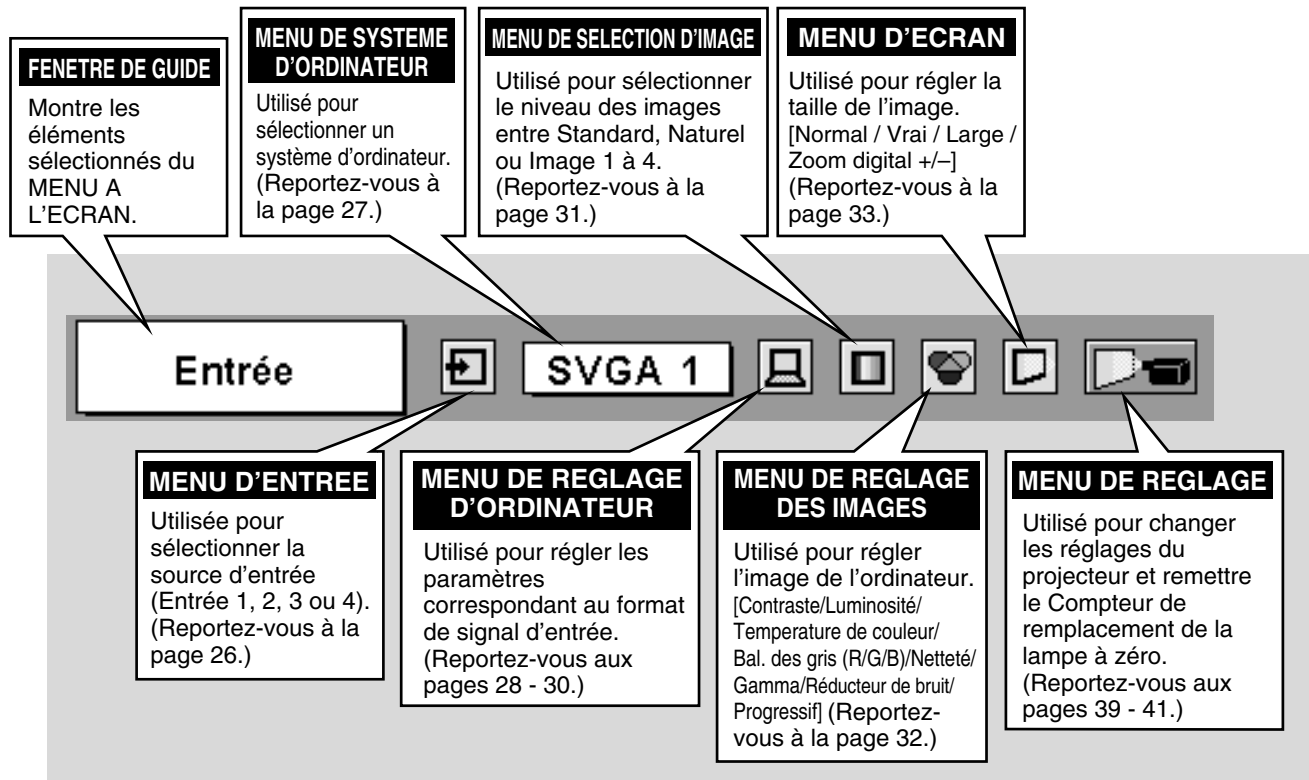 FENETRE DE GUIDE
Montre les
éléments
sélectionnés du
MENU A
L'ECRAN.
MENU DE SYSTEME
D'ORDINATEUR
Utilisé pour
sélectionner un
système d'ordinateur.
(Reportez-vous à
la page 27.)
MENU DE SELECTION D'IMAGE
Utilisé pour sélectionner
le niveau des images
entre Standard, Naturel
ou Image 1 à 4.
(Reportez-vous à la
page 31.)
MENU D'ECRAN
Utilisé pour régler la
taille de l'image.
[Normal / Vrai / Large /
Zoom digital +/–]
(Reportez-vous à la
page 33.)
Entrée
SVGA 1
MENU D'ENTREE
Utilisée pour
sélectionner la
source d'entrée
(Entrée 1, 2, 3 ou 4).
(Reportez-vous à la
page 26.)
MENU DE REGLAGE
D'ORDINATEUR
Utilisé pour régler les
paramètres
correspondant au format
de signal d'entrée.
(Reportez-vous aux
pages 28 - 30.)
MENU DE REGLAGE
DES IMAGES
Utilisé pour régler
l'image de l'ordinateur.
[Contraste/Luminosité/
Temperature de couleur/
Bal. des gris (R/G/B)/Netteté/
Gamma/Réducteur de bruit/
Progressif] (Reportez-
vous à la page 32.)
MENU DE REGLAGE
Utilisé pour changer
les réglages du
projecteur et remettre
le Compteur de
remplacement de la
lampe à zéro.
(Reportez-vous aux
pages 39 - 41.)